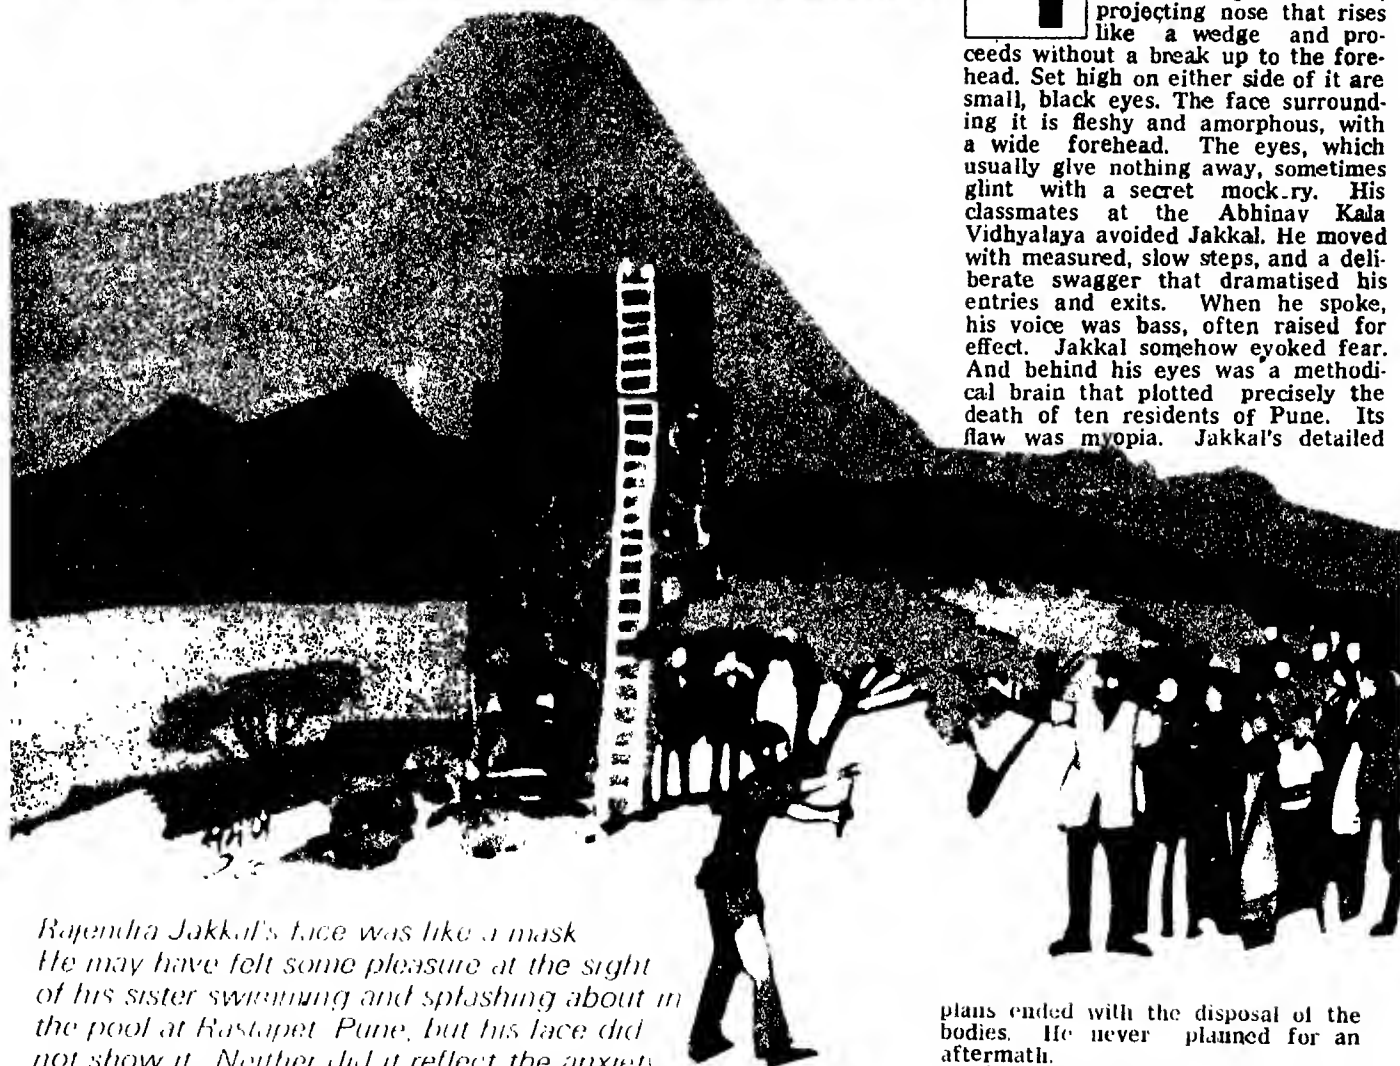 projecting nose that rises
like a wedge and pro-
ceeds without a break up to the fore-
head. Set high on either side of it are
small, black eyes. The face surround-
ing it is fleshy and amorphous, with
a wide forehead. The eyes, which
usually give nothing away, sometimes
glint with a secret mock_ry. His
classmates at the Abhinav Kala
Vidhyalaya avoided Jakkal. He moved
with measured, slow steps, and a deli-
berate swagger that dramatised his
entries and exits. When he spoke,
his voice was bass, often raised for
effect. Jakkal somehow evoked fear.
And behind his eyes was a methodi-
cal brain that plotted precisely the
death of ten residents of Pune. Its
flaw was myopia. Jakkal's detailed
plans ended with the disposal of the
bodies. He never planned for an
aftermath.
Rajendra Jakkal's face was like a mask
He may have felt some pleasure at the sight
of his sister swimming and splashing about in
the pool at Rastapet Pune, but his face did
not show it. Neither did it reflect the anxiety